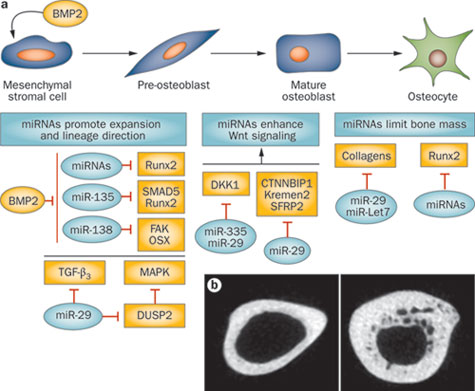 a
BMP2
Mesenchymal
stromal cell
Pre-osteoblast
Mature
osteoblast
Osteocyte
miRNAs promote expansion
and lineage direction
BMP2
miRNAs
Runx2
miR-135
SMAD5
Runx2
miR-138
FAK
OSX
TGF-β3
MAPK
miR-29
DUSP2
miRNAs enhance
Wnt signaling
DKK1
CTNNBIP1
Kremen2
SFRP2
miR-335
miR-29
miR-29
miRNAs limit bone mass
Collagens
Runx2
miR-29
miR-Let7
miRNAs
b